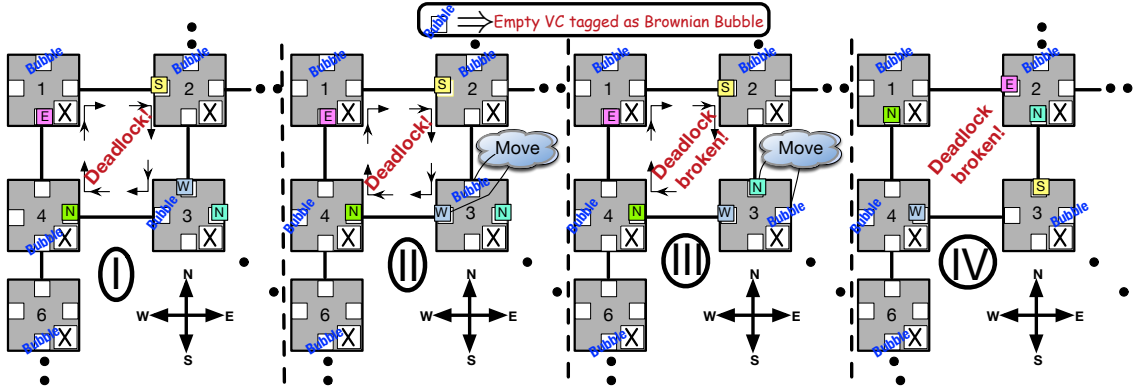 Bubble ⇒ Empty VC tagged as Brownian Bubble
Bubble Bubble
1 S 2
E X X
Deadlock!
W
4 N 3 N
Bubble
X X
Bubble
I
N
W E
S
6
X
Bubble
Bubble Bubble
1 S 2
E X X
Deadlock!
Move
Bubble
4 N W 3 N
Bubble
X X
II
N
W E
S
6
X
Bubble
Bubble Bubble
1 S 2
E X X
Deadlock
broken!
Move
N
4 N W 3
Bubble Bubble
X X
III
N
W E
S
6
X
Bubble
Bubble Bubble
1 E 2
N X N X
Deadlock
broken!
S
4 W 3
Bubble Bubble
X X
IV
N
W E
S
6
X
Bubble